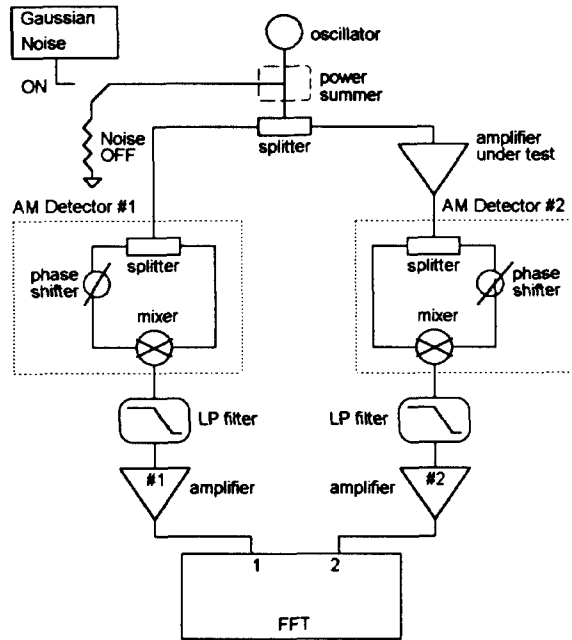 Gaussian
Noise
oscillator
ON
power
summer
Noise
OFF
splitter
amplifier
under test
AM Detector #1
AM Detector #2
splitter
splitter
phase
shifter
phase
shifter
mixer
mixer
LP filter
LP filter
#1
amplifier
amplifier
#2
1
2
FFT